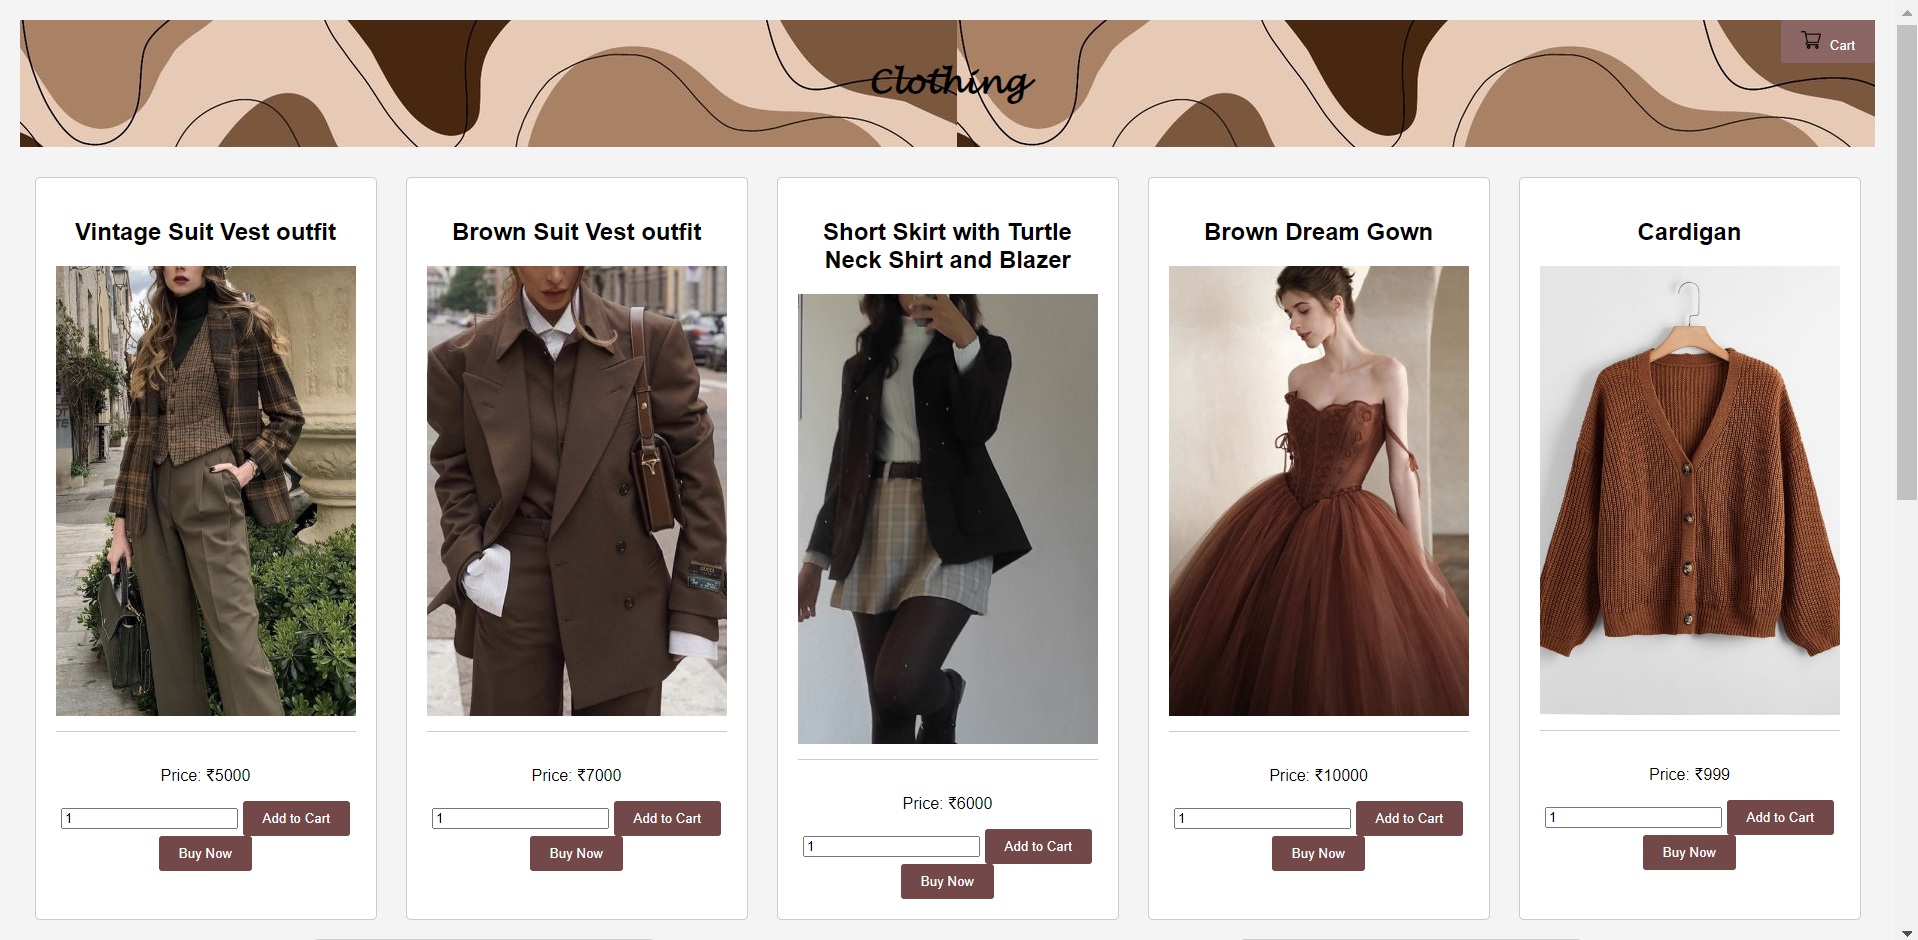 Clothing
Cart
Vintage Suit Vest outfit
Price: ₹5000
1
Add to Cart
Buy Now
Brown Suit Vest outfit
GUCCI
Price: ₹7000
1
Add to Cart
Buy Now
Short Skirt with Turtle
Neck Shirt and Blazer
Price: ₹6000
1
Add to Cart
Buy Now
Brown Dream Gown
Price: ₹10000
1
Add to Cart
Buy Now
Cardigan
Price: ₹999
1
Add to Cart
Buy Now